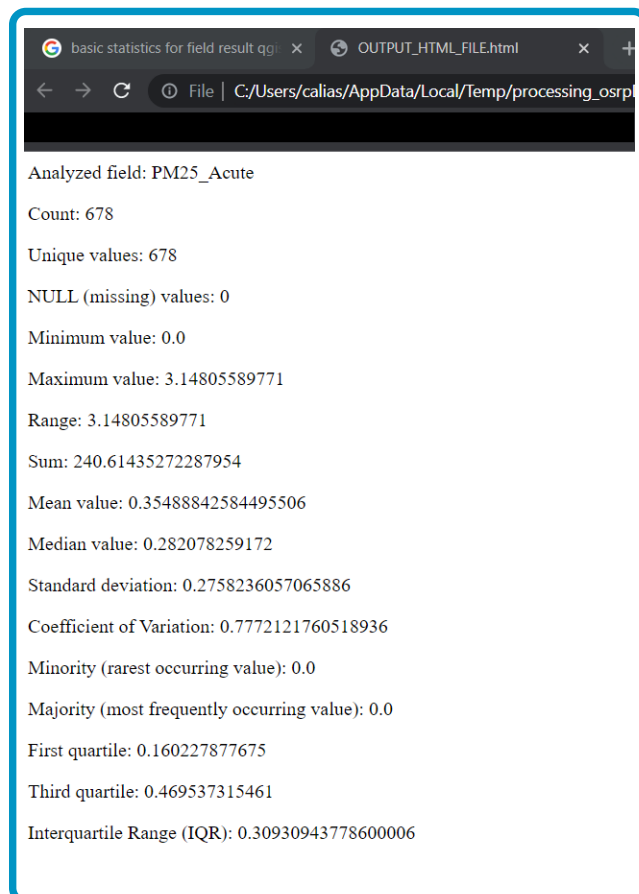 basic statistics for field result qgi
OUTPUT_HTML_FILE.html
File | C:/Users/calias/AppData/Local/Temp/processing_osrpl
Analyzed field: PM25_Acute
Count: 678
Unique values: 678
NULL (missing) values: 0
Minimum value: 0.0
Maximum value: 3.14805589771
Range: 3.14805589771
Sum: 240.61435272287954
Mean value: 0.35488842584495506
Median value: 0.282078259172
Standard deviation: 0.2758236057065886
Coefficient of Variation: 0.7772121760518936
Minority (rarest occurring value): 0.0
Majority (most frequently occurring value): 0.0
First quartile: 0.160227877675
Third quartile: 0.469537315461
Interquartile Range (IQR): 0.30930943778600006